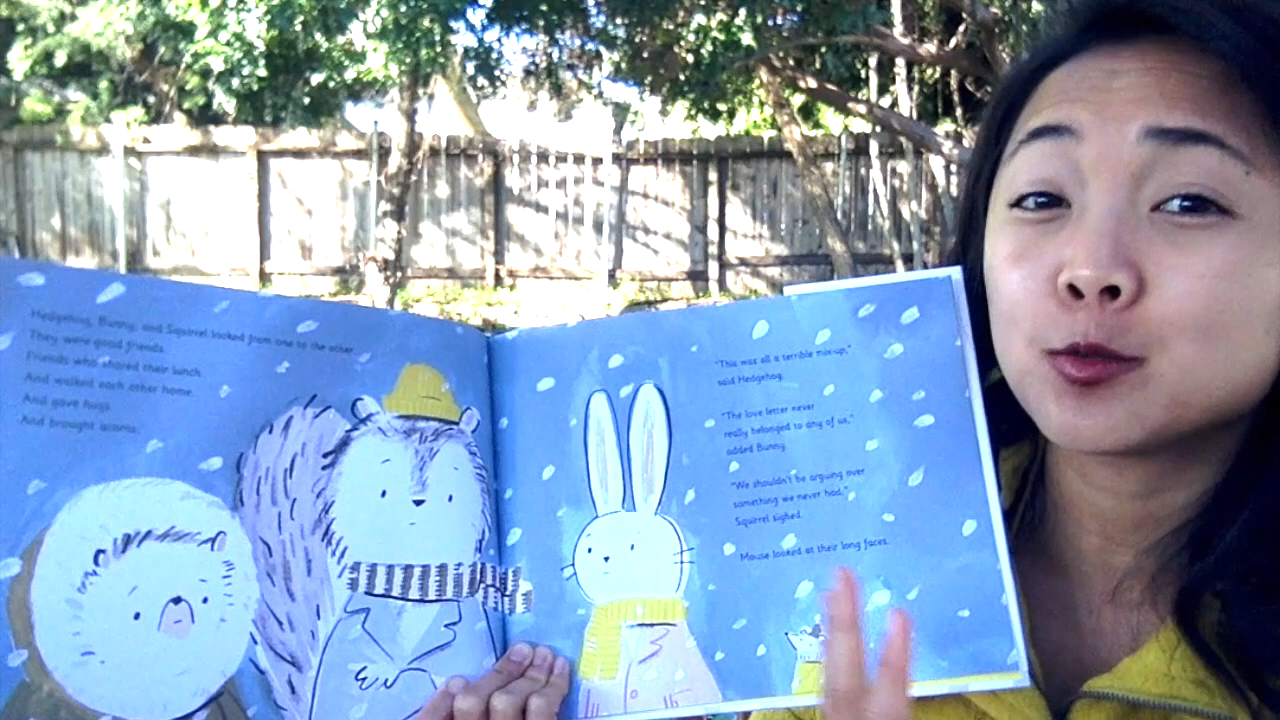 Hedgehog, Bunny, and Squirrel looked from one to the other.
They were good friends.
Friends who shared their lunch.
And walked each other home.
And gave hugs.
And brought acorns.
"This was all a terrible mix-up,"
said Hedgehog.
"The love letter never
really belonged to any of us,"
added Bunny.
"We shouldn't be arguing over
something we never had,"
Squirrel sighed.
Mouse looked at their long faces.